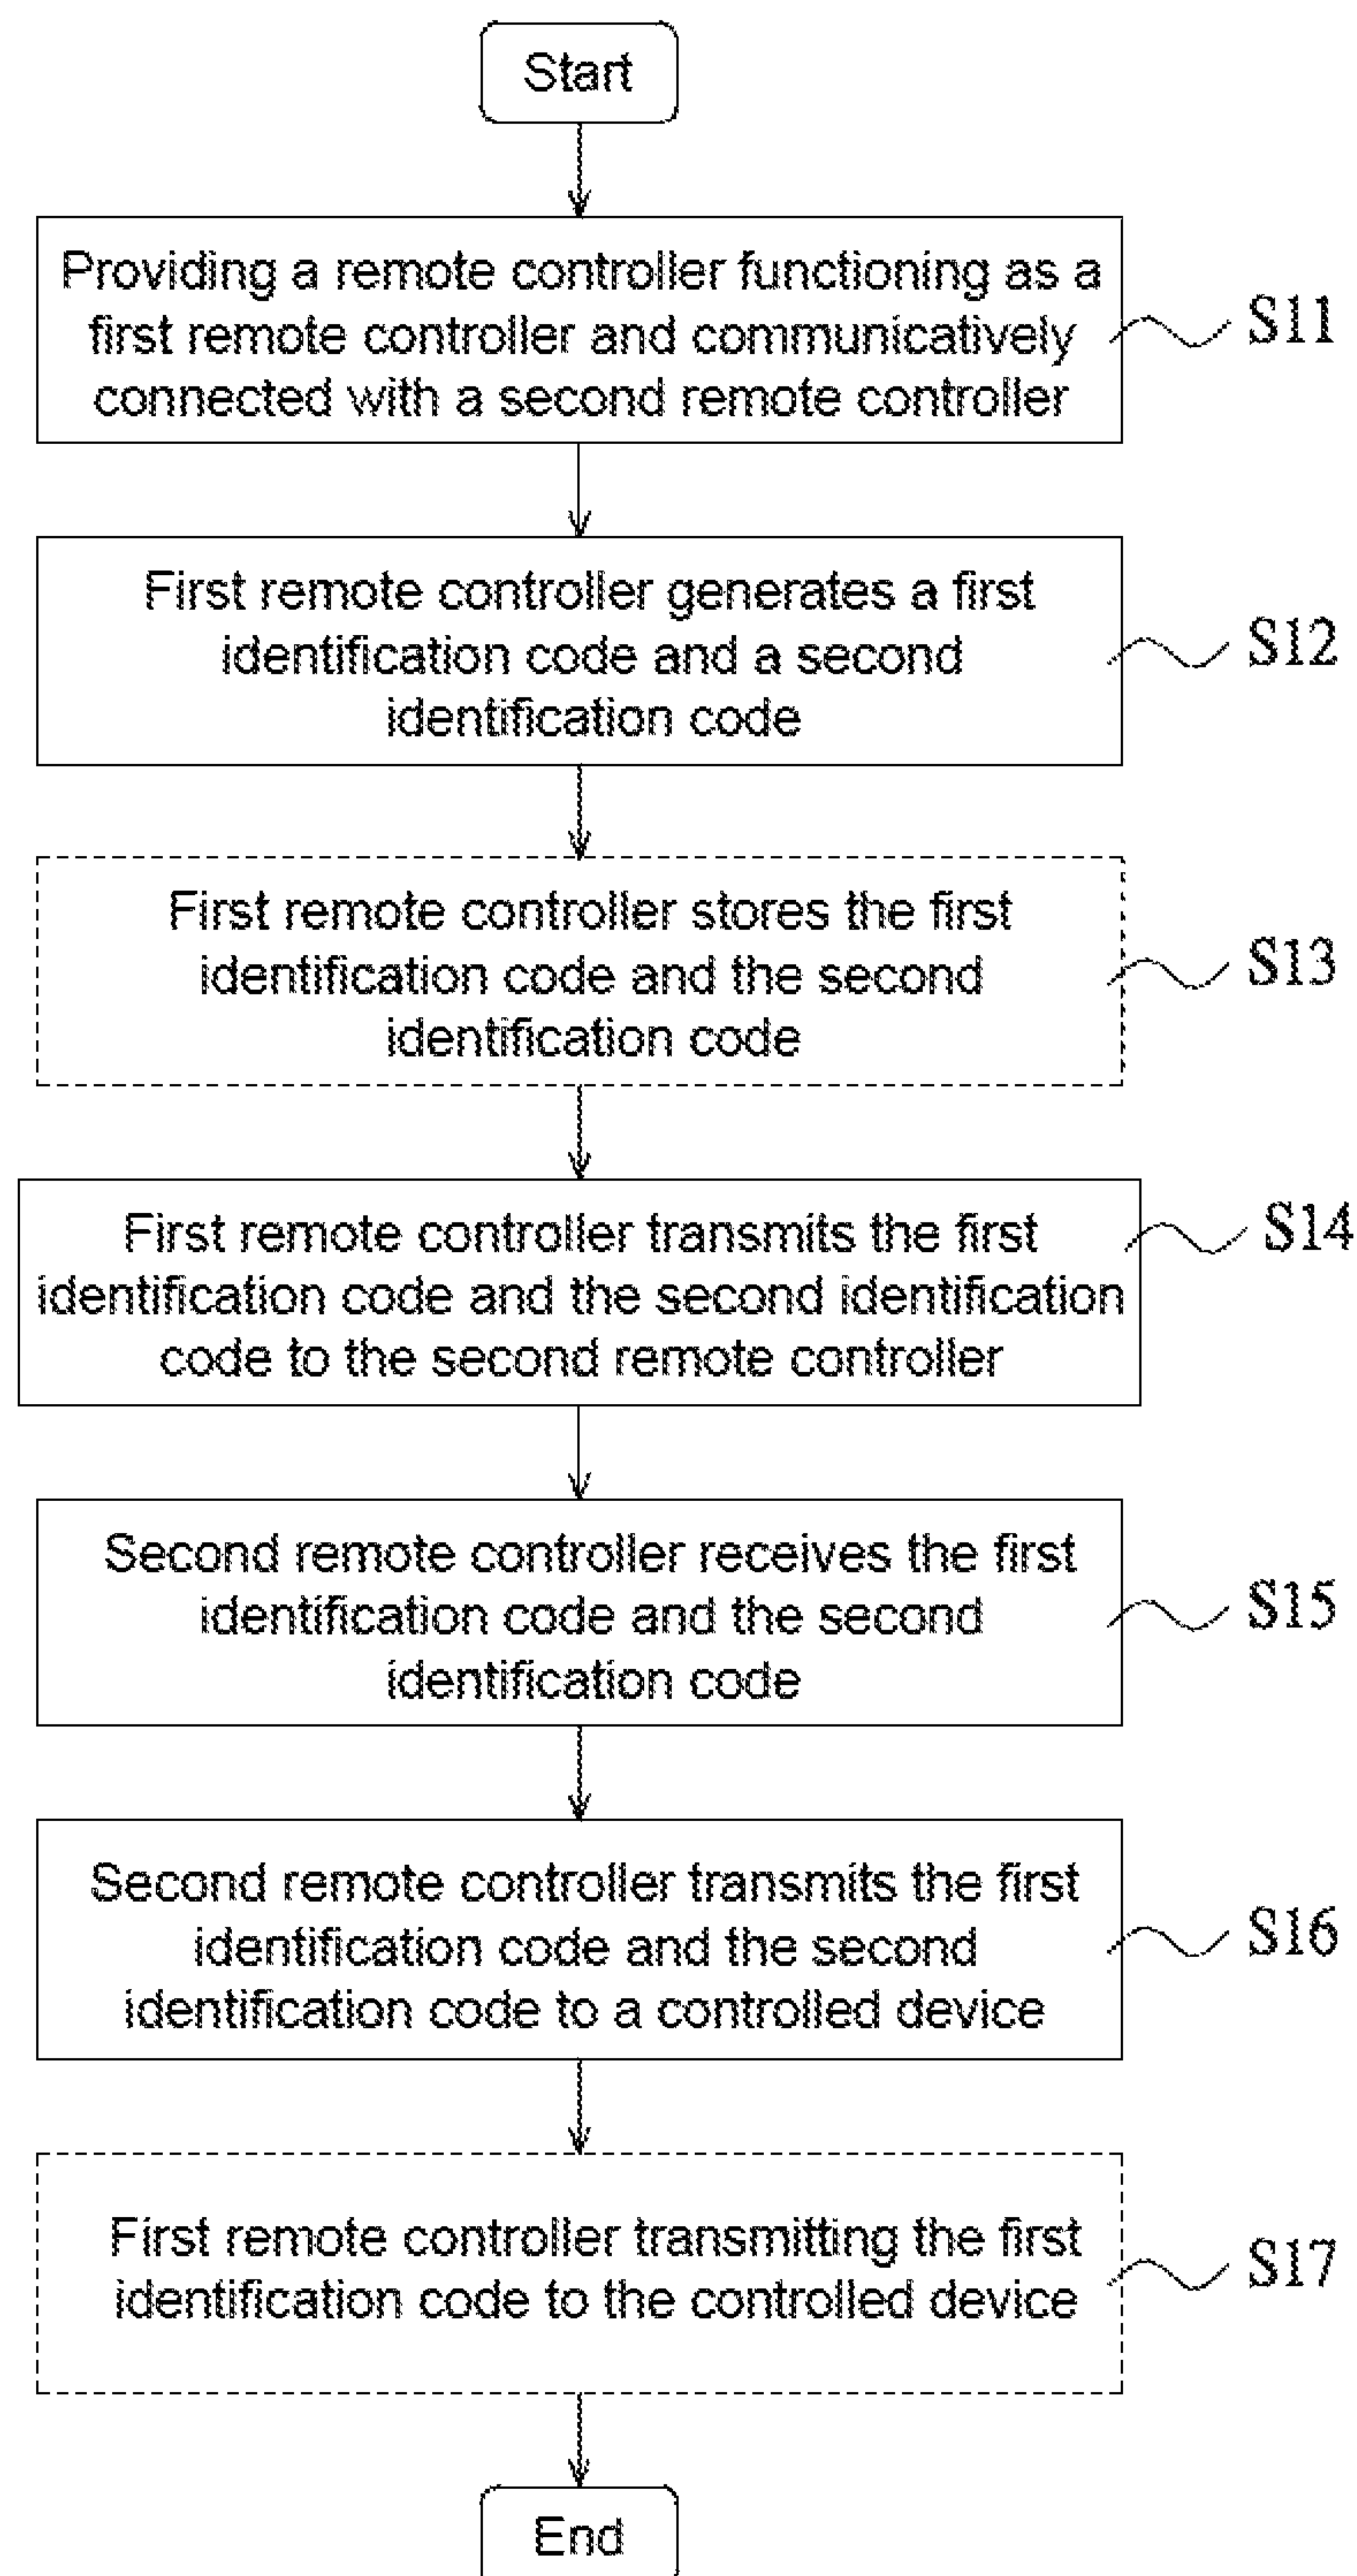 Start
Providing a remote controller functioning as a
first remote controller and communicatively
connected with a second remote controller
S11
First remote controller generates a first
identification code and a second
identification code
S12
First remote controller stores the first
identification code and the second
identification code
S13
First remote controller transmits the first
identification code and the second identification
code to the second remote controller
S14
Second remote controller receives the first
identification code and the second
identification code
S15
Second remote controller transmits the first
identification code and the second
identification code to a controlled device
S16
First remote controller transmitting the first
identification code to the controlled device
S17
End